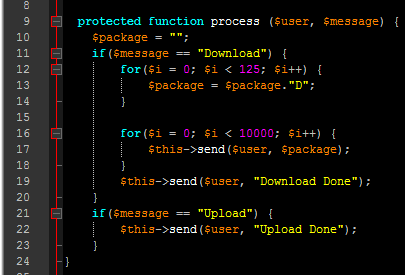 8
9 protected function process ($user, $message) {
10 $package = "";
11 if($message == "Download") {
12 for($i = 0; $i < 125; $i++) {
13 $package = $package."D";
14 }
15
16 for($i = 0; $i < 10000; $i++) {
17 $this->send($user, $package);
18 }
19 $this->send($user, "Download Done");
20 }
21 if($message == "Upload") {
22 $this->send($user, "Upload Done");
23 }
24 }